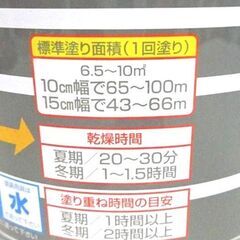 標準塗り面積(1回塗り)
6.5〜10㎡
10cm幅で65〜100m
15cm幅で43〜66m
乾燥時間
夏期/20〜30分
冬期/1〜1.5時間
塗り重ね時間の目安
夏期/1時間以上
冬期/2時間以上
水